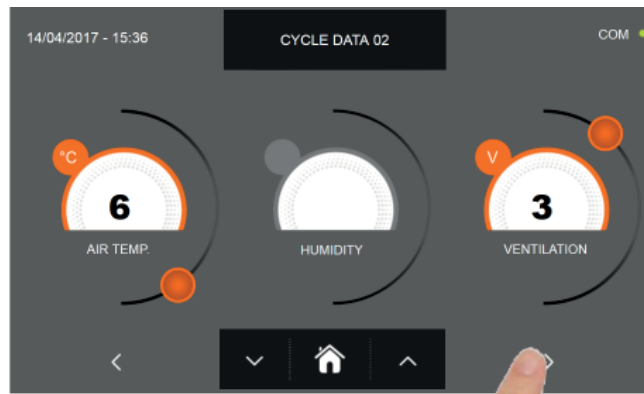 14/04/2017 - 15:36
CYCLE DATA 02
COM
°C
V
6
3
AIR TEMP.
HUMIDITY
VENTILATION